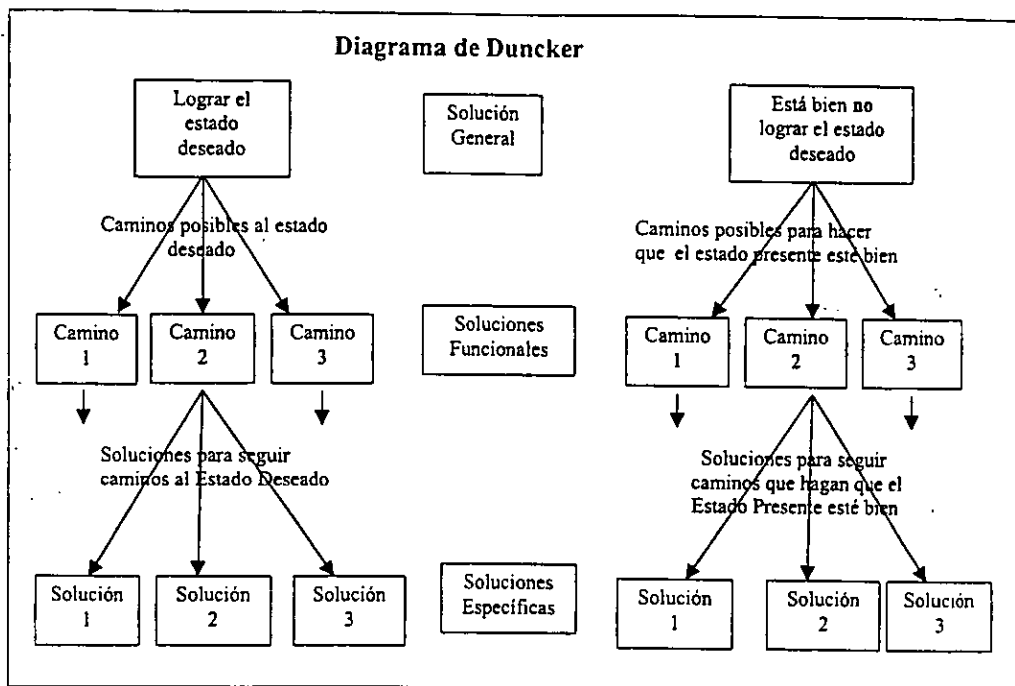 Diagrama de Duncker
Lograr el
estado
deseado
Solución
General
Está bien no
lograr el estado
deseado
Caminos posibles al estado
deseado
Caminos posibles para hacer
que el estado presente esté bien
Camino
1
Camino
2
Camino
3
Soluciones
Funcionales
Camino
1
Camino
2
Camino
3
Soluciones para seguir
caminos al Estado Deseado
Soluciones para seguir
caminos que hagan que el
Estado Presente esté bien
Solución
1
Solución
2
Solución
3
Soluciones
Específicas
Solución
1
Solución
2
Solución
3